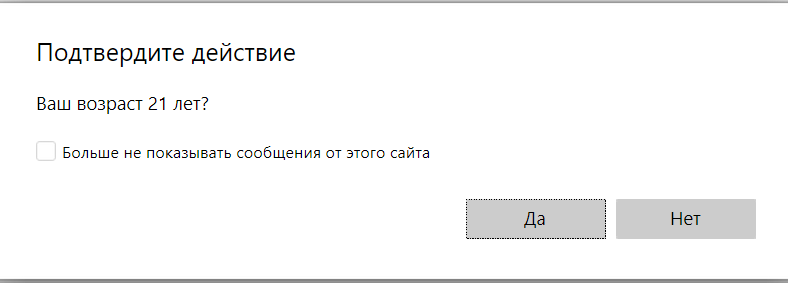 Подтвердите действие
Ваш возраст 21 лет?
Больше не показывать сообщения от этого сайта
Да Нет